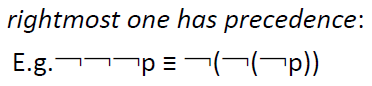 rightmost one has precedence:
E.g.¬¬¬p ≡ ¬(¬(¬p))